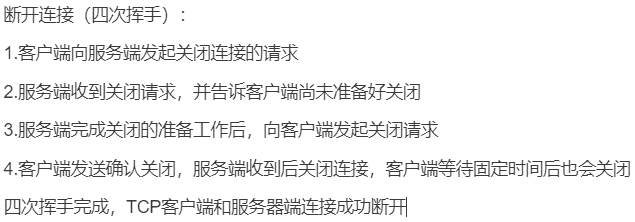 断开连接（四次挥手）：
1.客户端向服务端发起关闭连接的请求
2.服务端收到关闭请求，并告诉客户端尚未准备好关闭
3.服务端完成关闭的准备工作后，向客户端发起关闭请求
4.客户端发送确认关闭，服务端收到后关闭连接，客户端等待固定时间后也会关闭
四次挥手完成，TCP客户端和服务器端连接成功断开